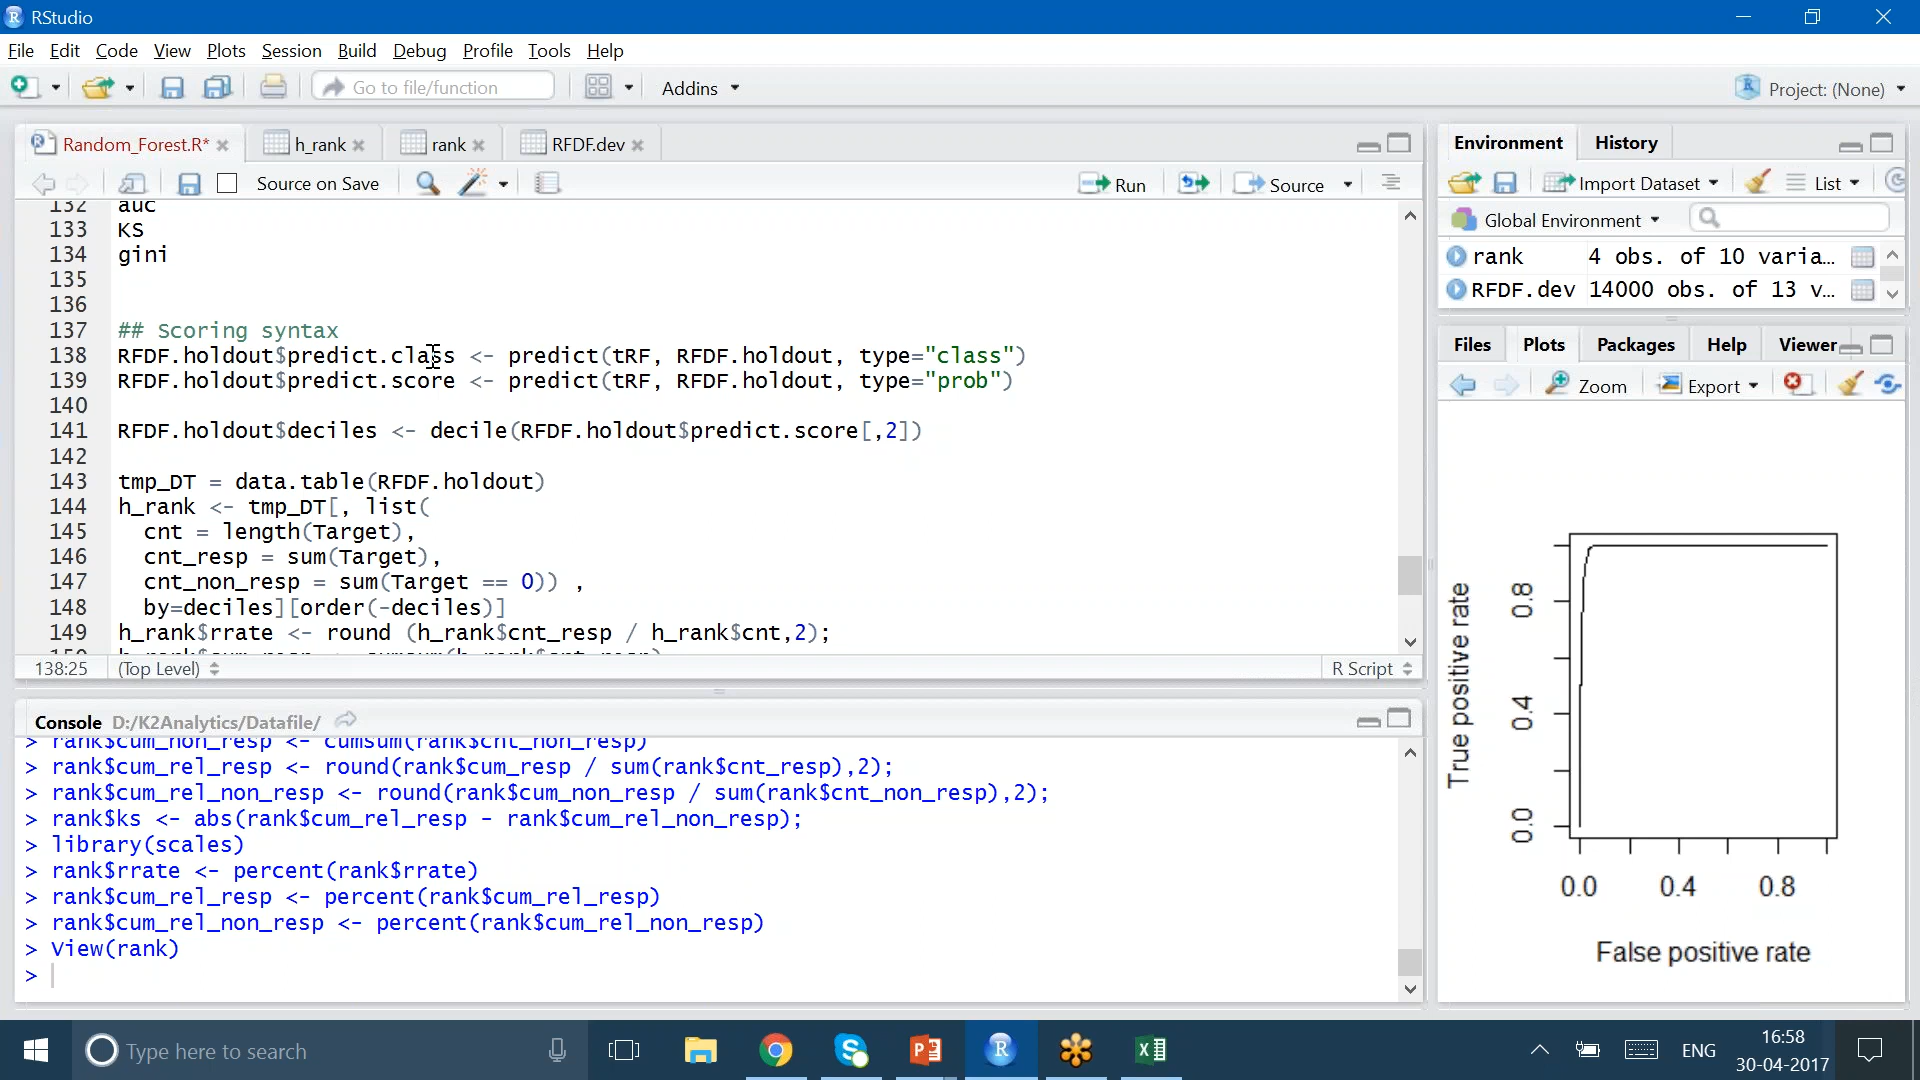 RStudio
File Edit Code View Plots Session Build Debug Profile Tools Help
Go to file/function Addins Project: (None)
Random_Forest.R* h_rank rank RFDF.dev
Source on Save Run Source
132 auc
133 KS
134 gini
135
136
137 ## Scoring syntax
138 RFDF.holdout$predict.class <- predict(tRF, RFDF.holdout, type="class")
139 RFDF.holdout$predict.score <- predict(tRF, RFDF.holdout, type="prob")
140
141 RFDF.holdout$deciles <- decile(RFDF.holdout$predict.score[,2])
142
143 tmp_DT = data.table(RFDF.holdout)
144 h_rank <- tmp_DT[, list(
145 cnt = length(Target),
146 cnt_resp = sum(Target),
147 cnt_non_resp = sum(Target == 0)) ,
148 by=deciles][order(-deciles)]
149 h_rank$rrate <- round (h_rank$cnt_resp / h_rank$cnt,2);
138:25 (Top Level) R Script
Console D:/K2Analytics/Datafile/
> rank$cum_non_resp <- cumsum(rank$cnt_non_resp)
> rank$cum_rel_resp <- round(rank$cum_resp / sum(rank$cnt_resp),2);
> rank$cum_rel_non_resp <- round(rank$cum_non_resp / sum(rank$cnt_non_resp),2);
> rank$ks <- abs(rank$cum_rel_resp - rank$cum_rel_non_resp);
> library(scales)
> rank$rrate <- percent(rank$rrate)
> rank$cum_rel_resp <- percent(rank$cum_rel_resp)
> rank$cum_rel_non_resp <- percent(rank$cum_rel_non_resp)
> View(rank)
>
Environment History
Import Dataset List
Global Environment
rank 4 obs. of 10 varia...
RFDF.dev 14000 obs. of 13 v...
Files Plots Packages Help Viewer
Zoom Export
True positive rate
0.8
0.4
0.0
0.0 0.4 0.8
False positive rate
Type here to search
ENG
16:58
30-04-2017